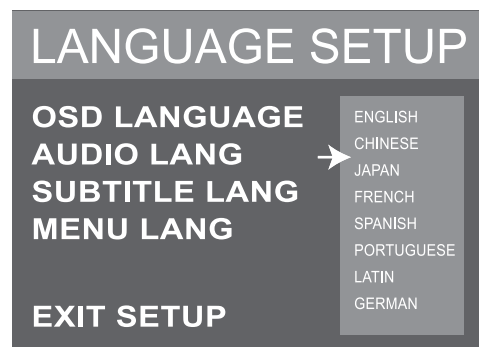 LANGUAGE SETUP
OSD LANGUAGE
AUDIO LANG
SUBTITLE LANG
MENU LANG
EXIT SETUP
ENGLISH
CHINESE
JAPAN
FRENCH
SPANISH
PORTUGUESE
LATIN
GERMAN